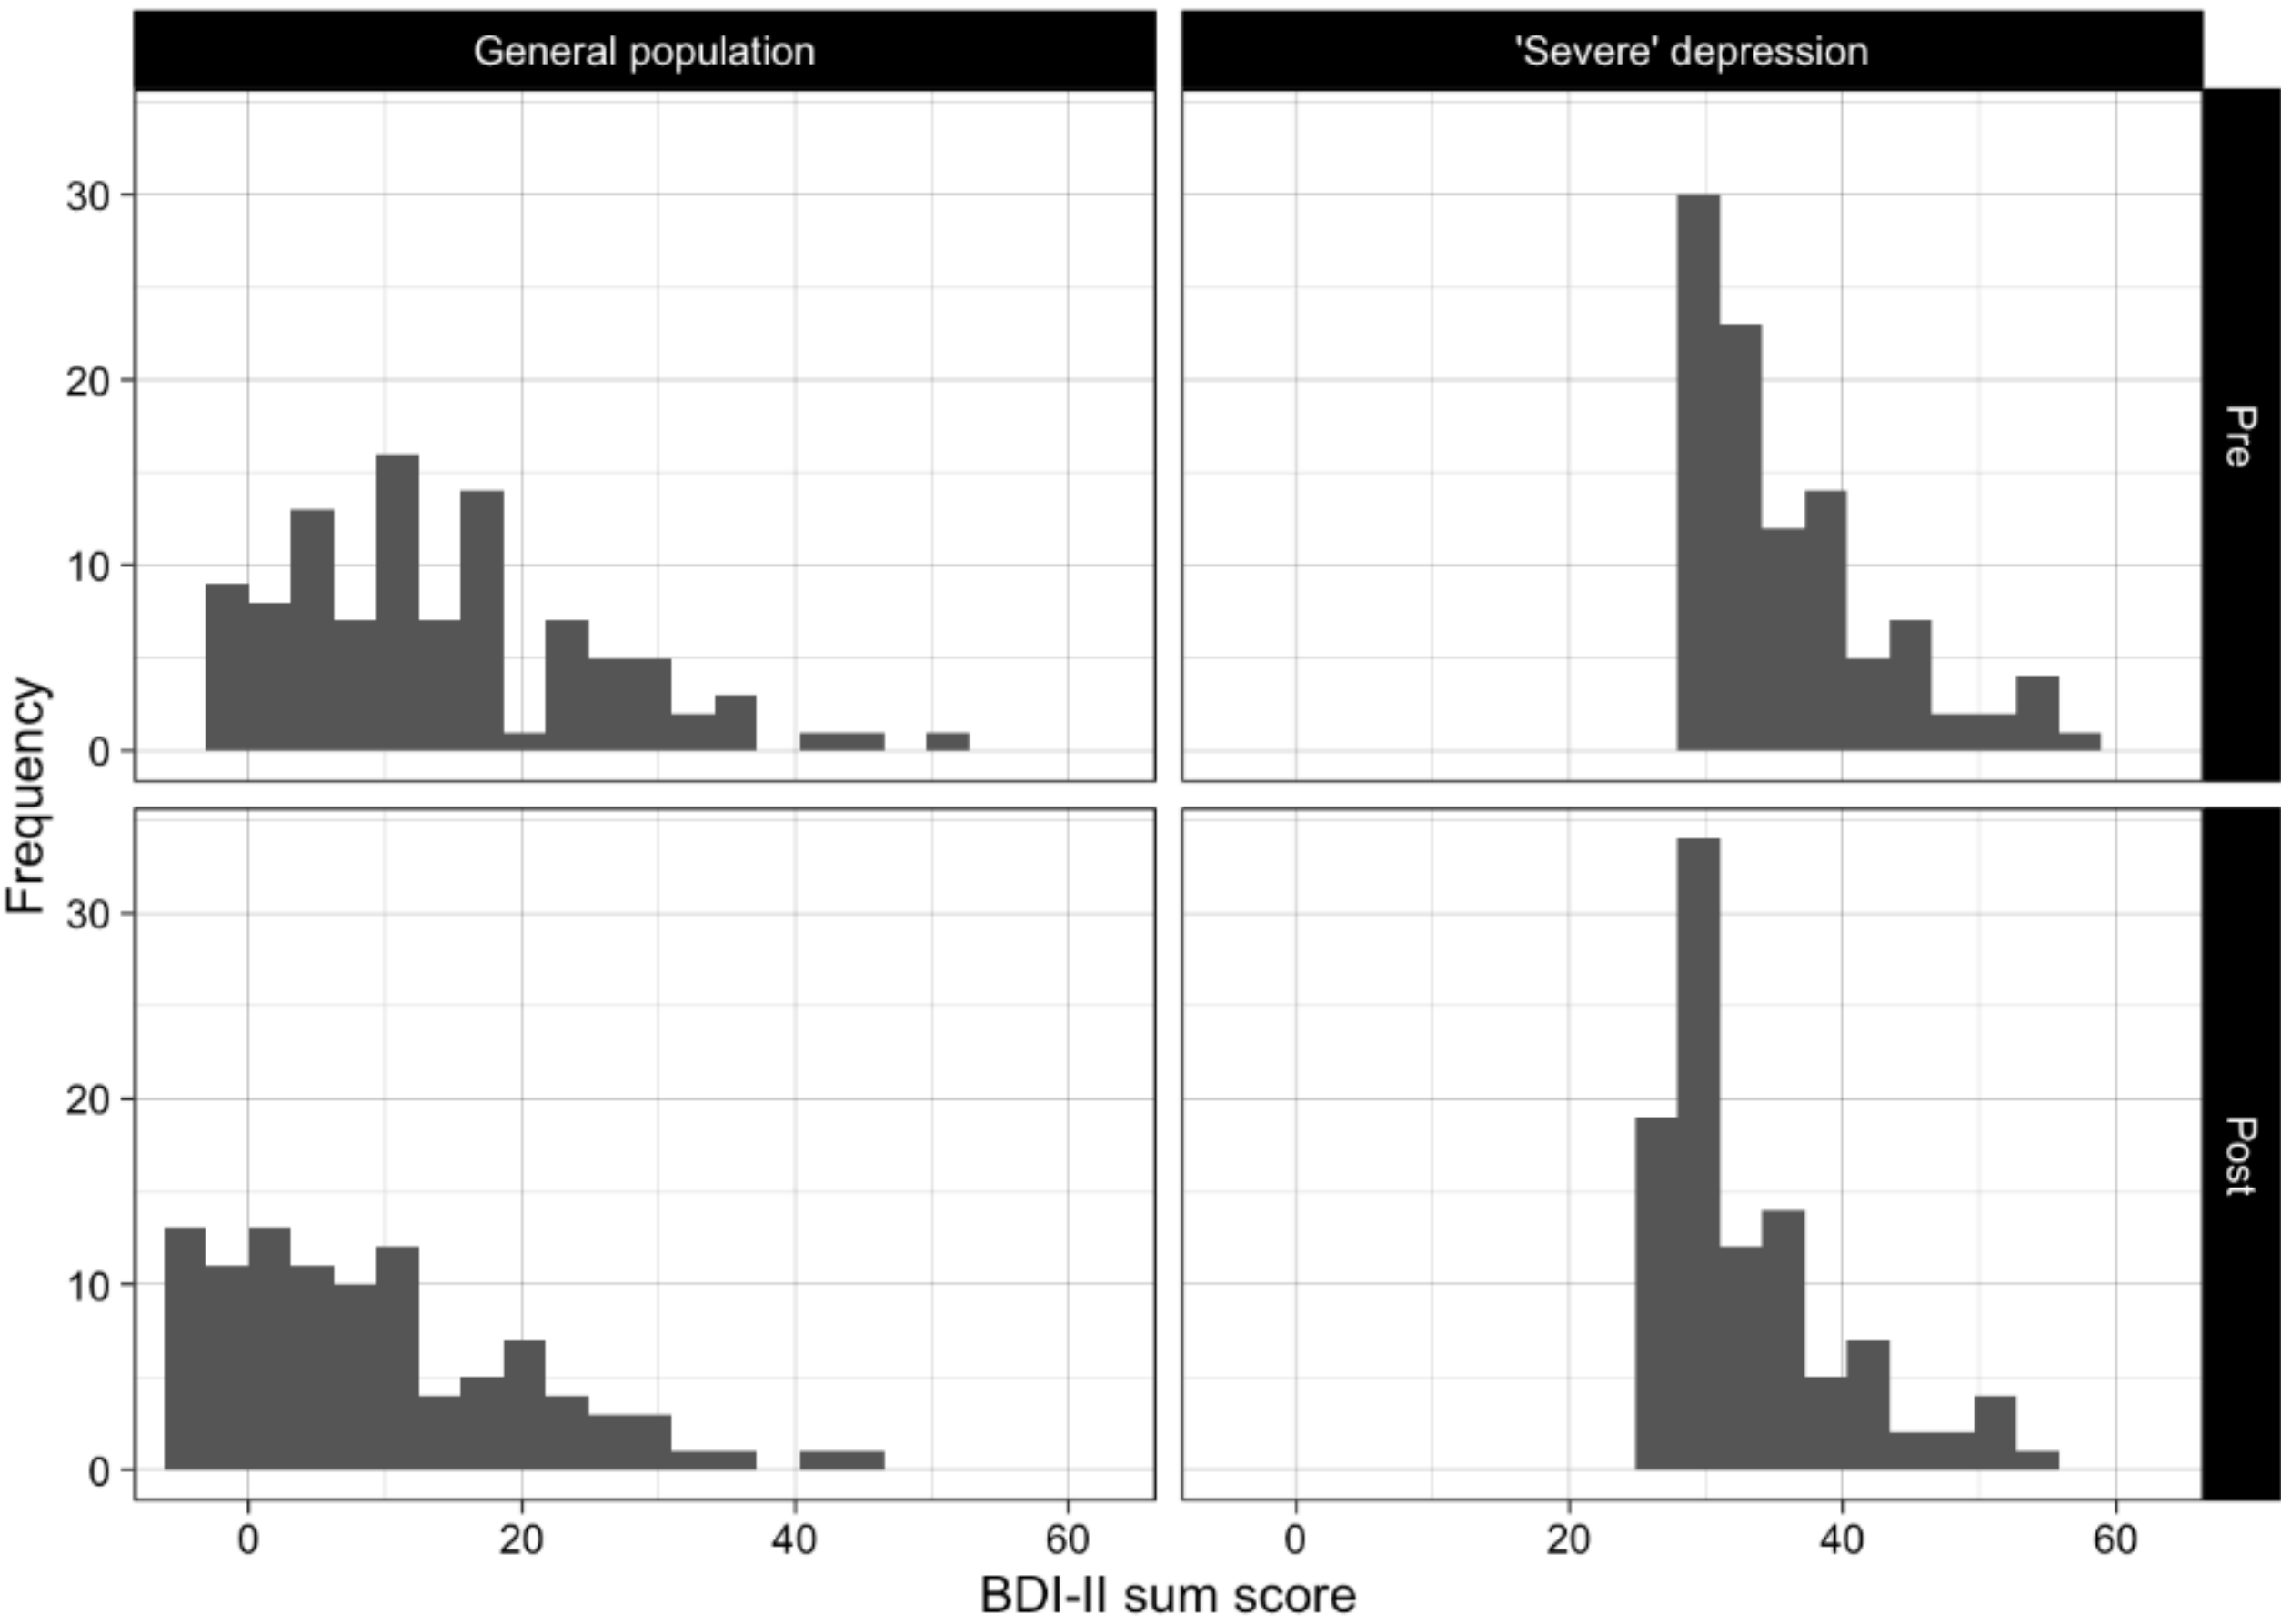 General population
'Severe' depression
30
20
10
0
Pre
Frequency
30
20
10
0
Post
0 20 40 60
0 20 40 60
BDI-II sum score